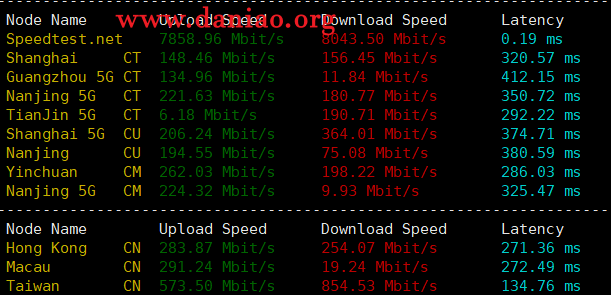 www.daniao.org
Node Name Upload Speed Download Speed Latency
Speedtest.net 7858.96 Mbit/s 8043.50 Mbit/s 0.19 ms
Shanghai CT 148.46 Mbit/s 156.45 Mbit/s 320.57 ms
Guangzhou 5G CT 134.96 Mbit/s 11.84 Mbit/s 412.15 ms
Nanjing 5G CT 221.63 Mbit/s 180.77 Mbit/s 350.72 ms
TianJin 5G CT 6.18 Mbit/s 190.71 Mbit/s 292.22 ms
Shanghai 5G CU 206.24 Mbit/s 364.01 Mbit/s 374.71 ms
Nanjing CU 194.55 Mbit/s 75.08 Mbit/s 380.59 ms
Yinchuan CM 262.03 Mbit/s 198.22 Mbit/s 286.03 ms
Nanjing 5G CM 224.32 Mbit/s 9.93 Mbit/s 325.47 ms
Node Name Upload Speed Download Speed Latency
Hong Kong CN 283.87 Mbit/s 254.07 Mbit/s 271.36 ms
Macau CN 291.24 Mbit/s 19.24 Mbit/s 272.49 ms
Taiwan CN 573.50 Mbit/s 854.53 Mbit/s 134.76 ms